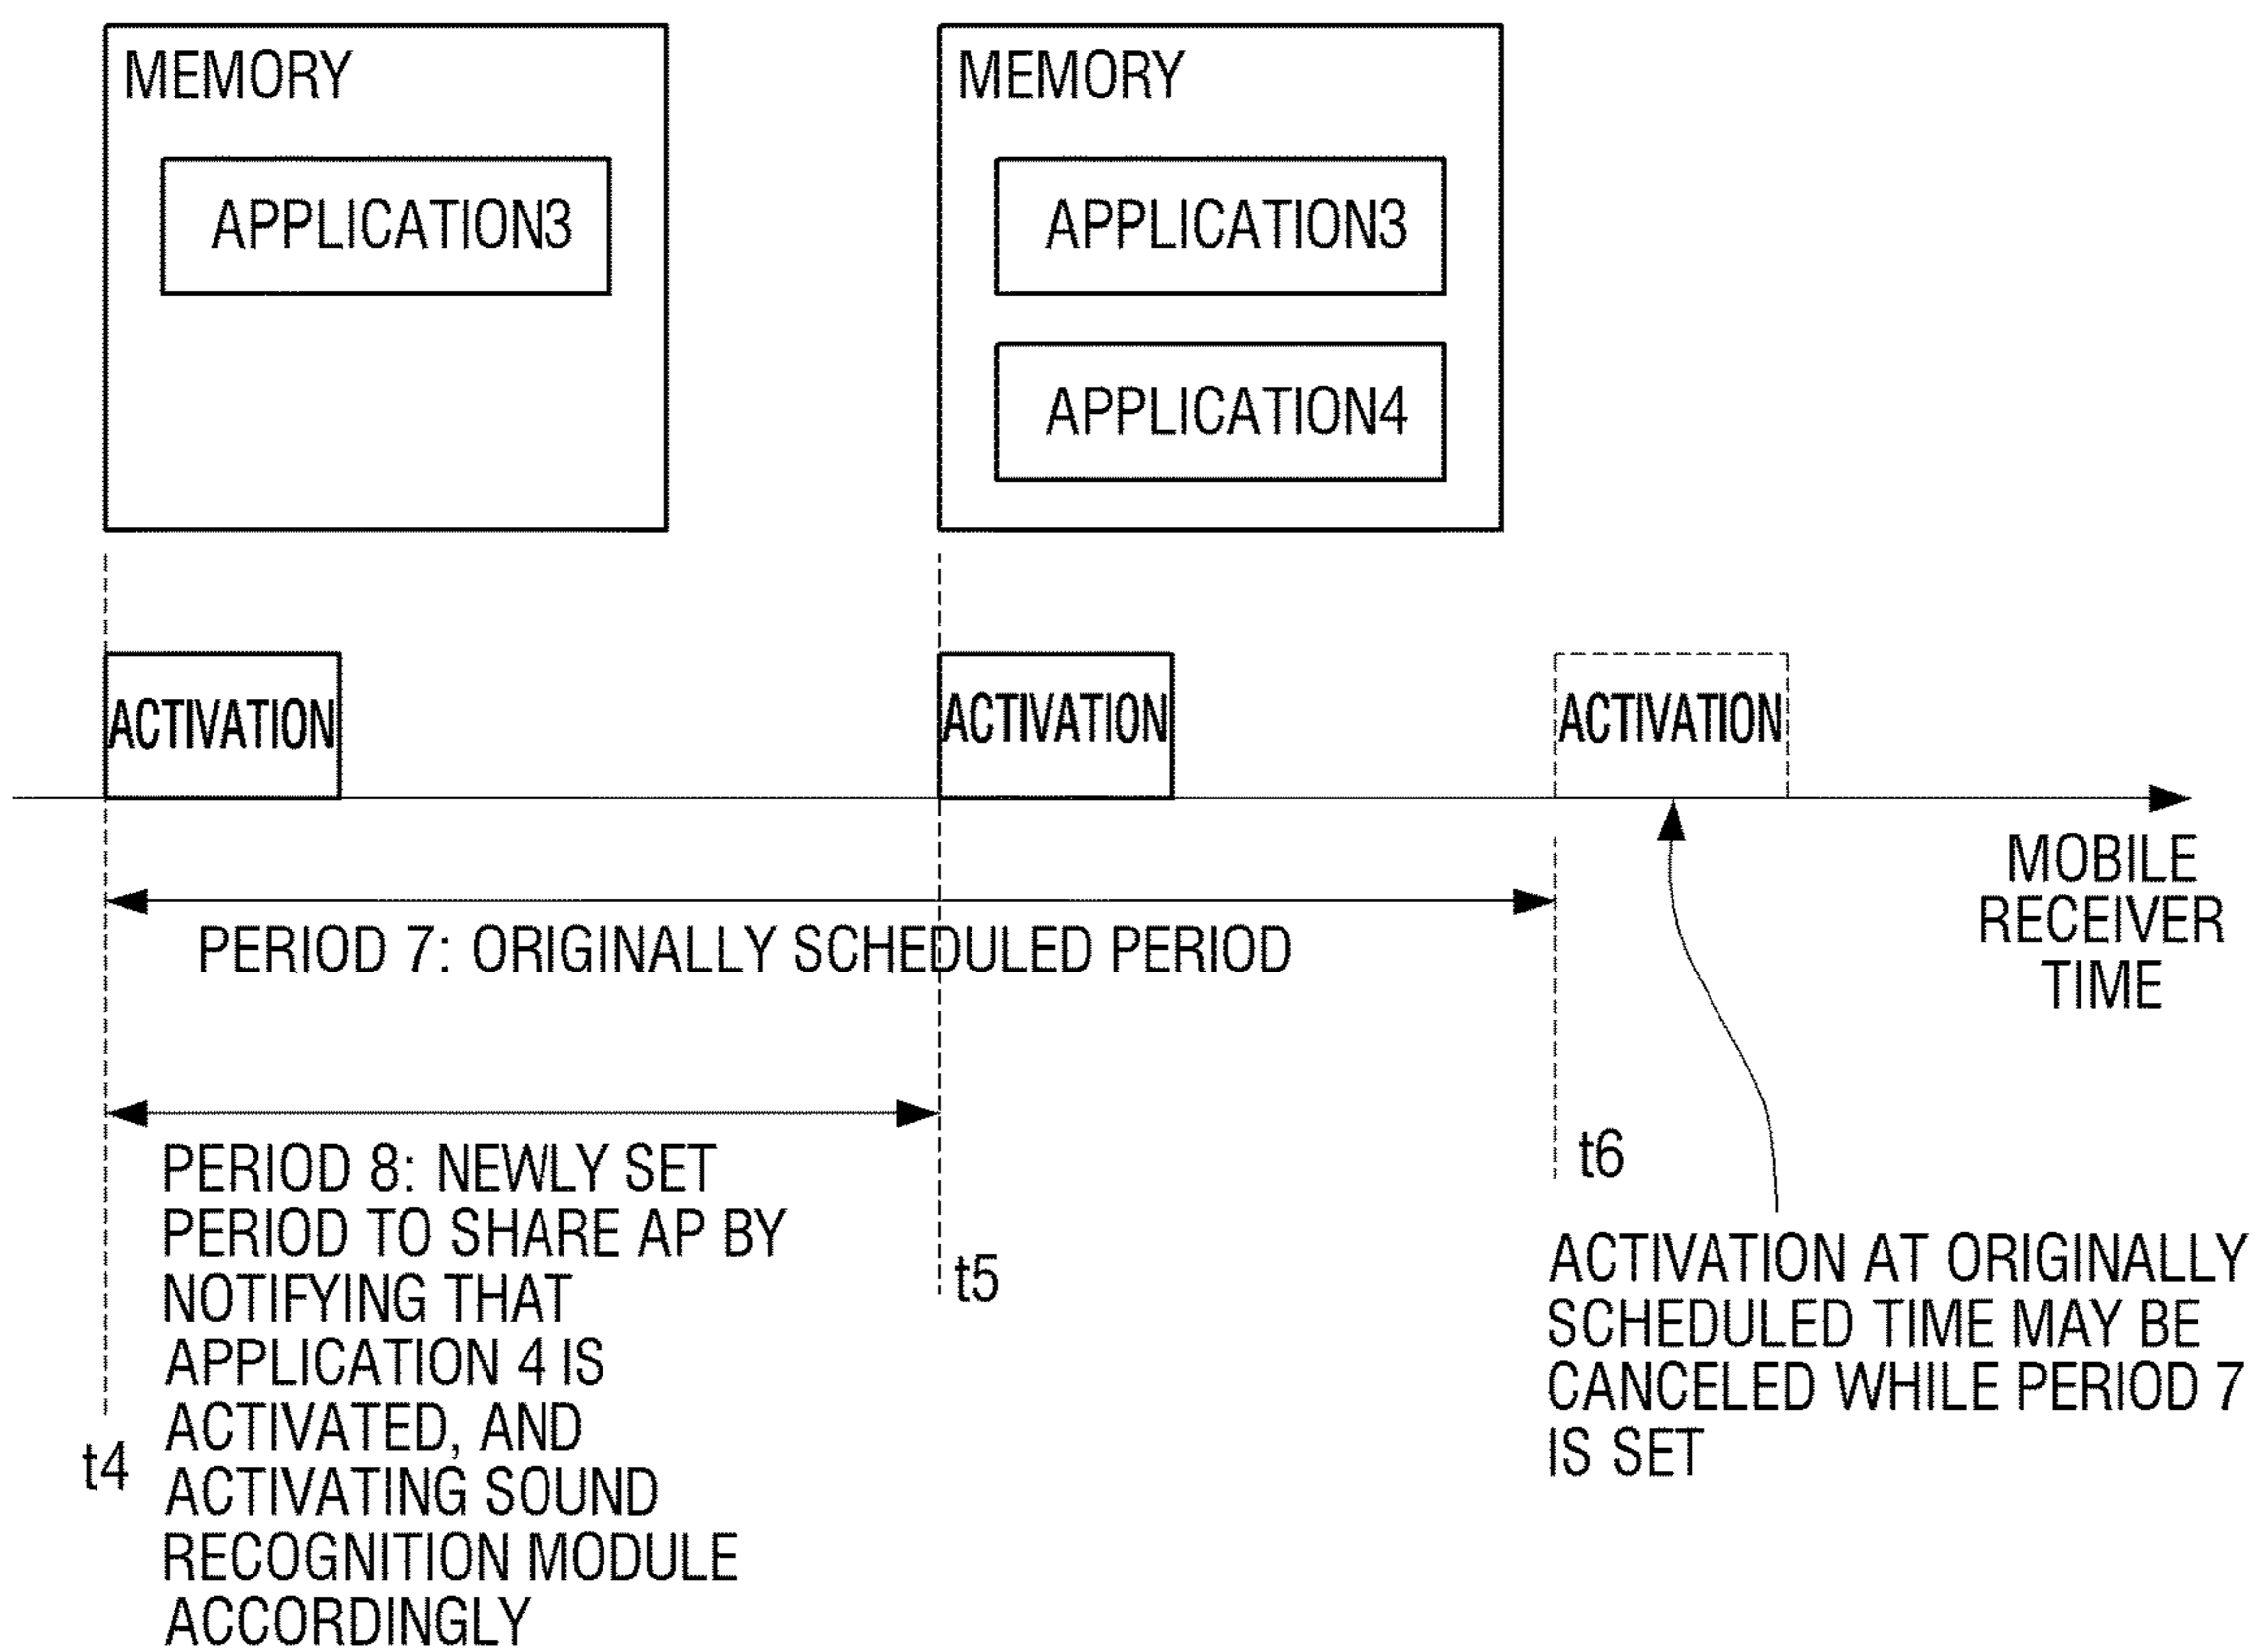 MEMORY
APPLICATION3
MEMORY
APPLICATION3
APPLICATION4
ACTIVATION
ACTIVATION
ACTIVATION
MOBILE
RECEIVER
TIME
PERIOD 7: ORIGINALLY SCHEDULED PERIOD
PERIOD 8: NEWLY SET
PERIOD TO SHARE AP BY
NOTIFYING THAT
APPLICATION 4 IS
ACTIVATED, AND
ACTIVATING SOUND
RECOGNITION MODULE
ACCORDINGLY
t4
t5
t6
ACTIVATION AT ORIGINALLY
SCHEDULED TIME MAY BE
CANCELED WHILE PERIOD 7
IS SET